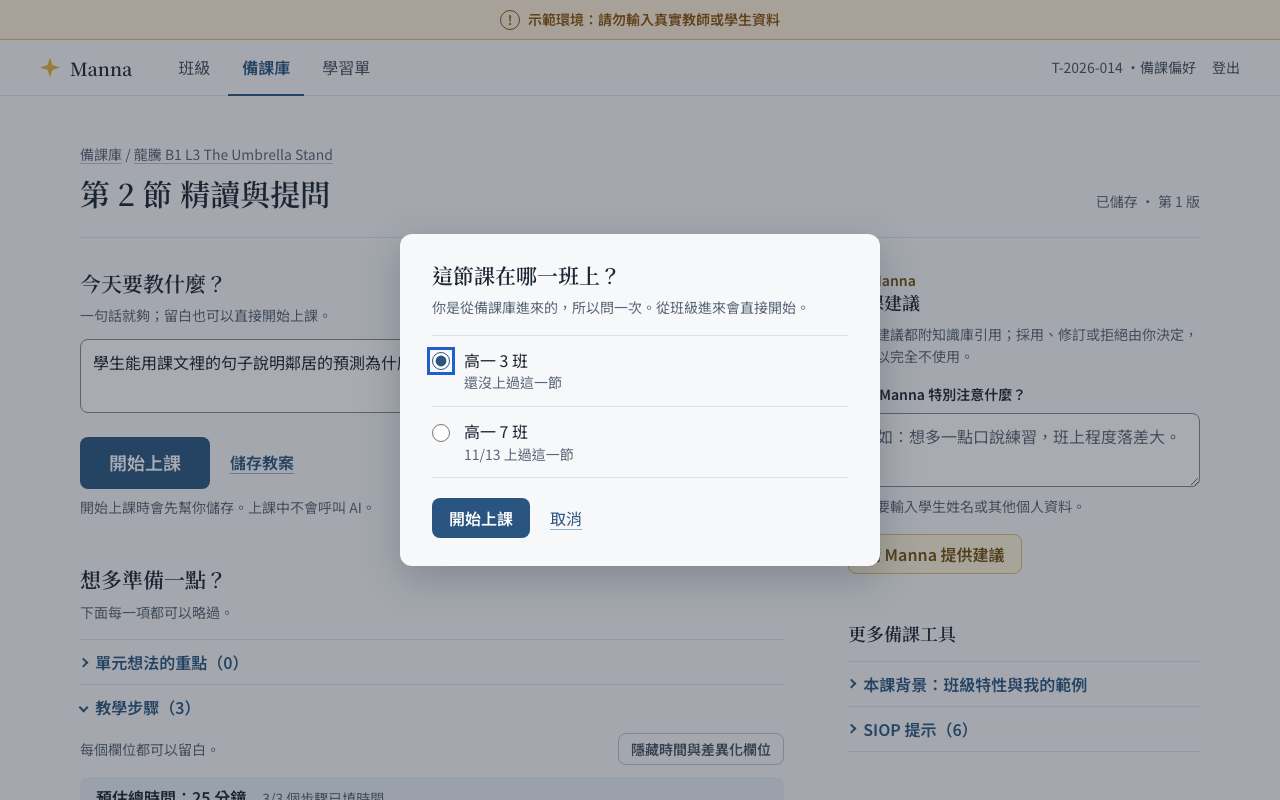 示範環境：請勿輸入真實教師或學生資料
Manna
班級
備課庫
學習單
T-2026-014・備課偏好
登出
備課庫 / 龍騰 B1 L3 The Umbrella Stand
第 2 節 精讀與提問
已儲存 ・ 第 1 版
今天要教什麼？
一句話就夠；留白也可以直接開始上課。
學生能用課文裡的句子說明鄰居的預測為什
開始上課
儲存教案
開始上課時會先幫你儲存。上課中不會呼叫 AI。
想多準備一點？
下面每一項都可以略過。
單元想法的重點（0）
教學步驟（3）
每個欄位都可以留白。
隱藏時間與差異化欄位
預估總時間：25 分鐘
3/3 個步驟已填時間
這節課在哪一班上？
你是從備課庫進來的，所以問一次。從班級進來會直接開始。
高一 3 班
還沒上過這一節
高一 7 班
11/13 上過這一節
開始上課
取消
anna
建議
建議都附知識庫引用；採用、修訂或拒絕由你決定，
以完全不使用。
Manna 特別注意什麼？
如：想多一點口說練習，班上程度落差大。
要輸入學生姓名或其他個人資料。
Manna 提供建議
更多備課工具
本課背景：班級特性與我的範例
SIOP 提示（6）